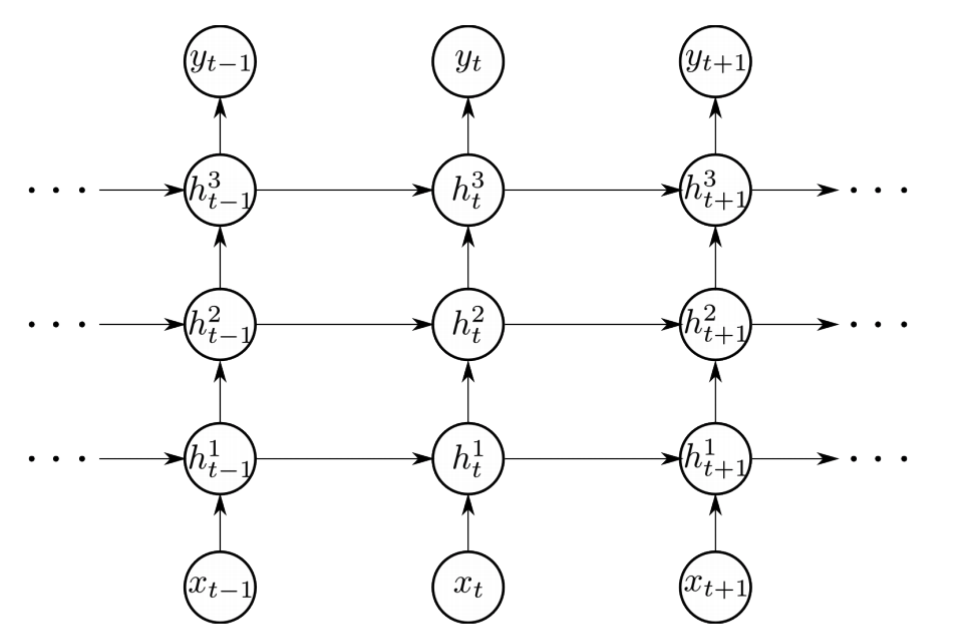 y_{t-1} y_t y_{t+1}
. . . h^3_{t-1} h^3_t h^3_{t+1} . . .
. . . h^2_{t-1} h^2_t h^2_{t+1} . . .
. . . h^1_{t-1} h^1_t h^1_{t+1} . . .
x_{t-1} x_t x_{t+1}